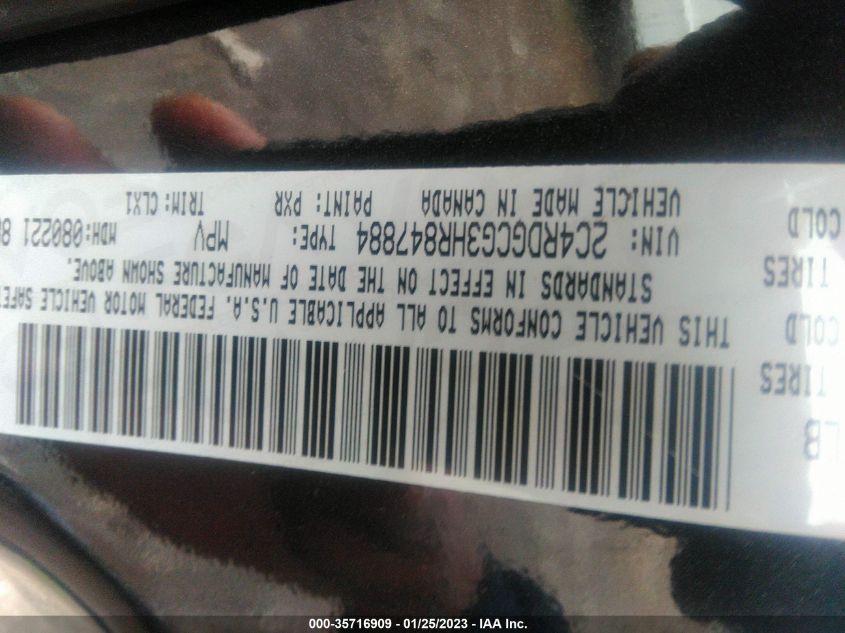 LB
TIRES COLD
TIRES COLD
THIS VEHICLE CONFORMS TO ALL APPLICABLE U.S.A. FEDERAL MOTOR VEHICLE SAFET
STANDARDS IN EFFECT ON THE DATE OF MANUFACTURE SHOWN ABOVE.
VIN: 2C4RDGCG3HR847884 TYPE: MPV MDH:080221 8
VEHICLE MADE IN CANADA PAINT: PXR TRIM: CLX1
000-35716909 - 01/25/2023 - IAA Inc.